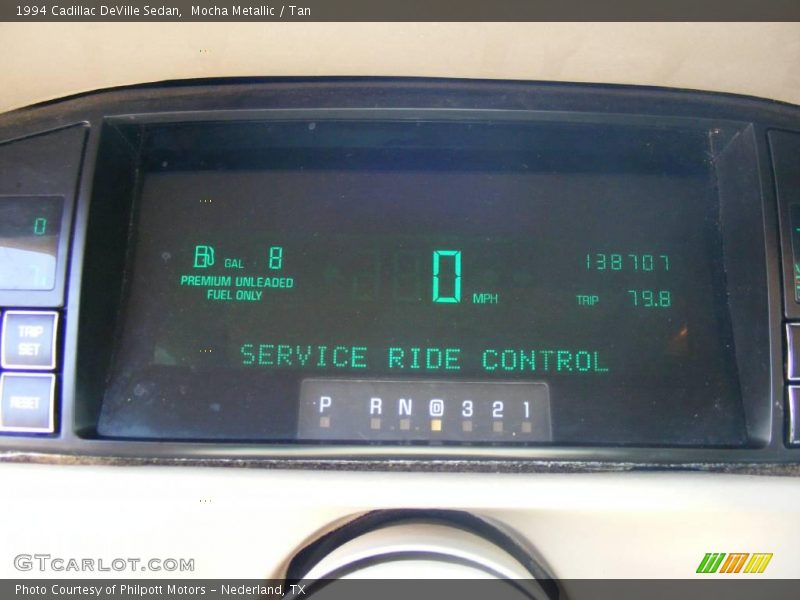 1994 Cadillac DeVille Sedan, Mocha Metallic / Tan
0
GAL 8
PREMIUM UNLEADED
FUEL ONLY
0 MPH
138707
TRIP 79.8
TRIP
SET
RESET
SERVICE RIDE CONTROL
P R N D 3 2 1
GTCARLOT.COM
Photo Courtesy of Philpott Motors - Nederland, TX